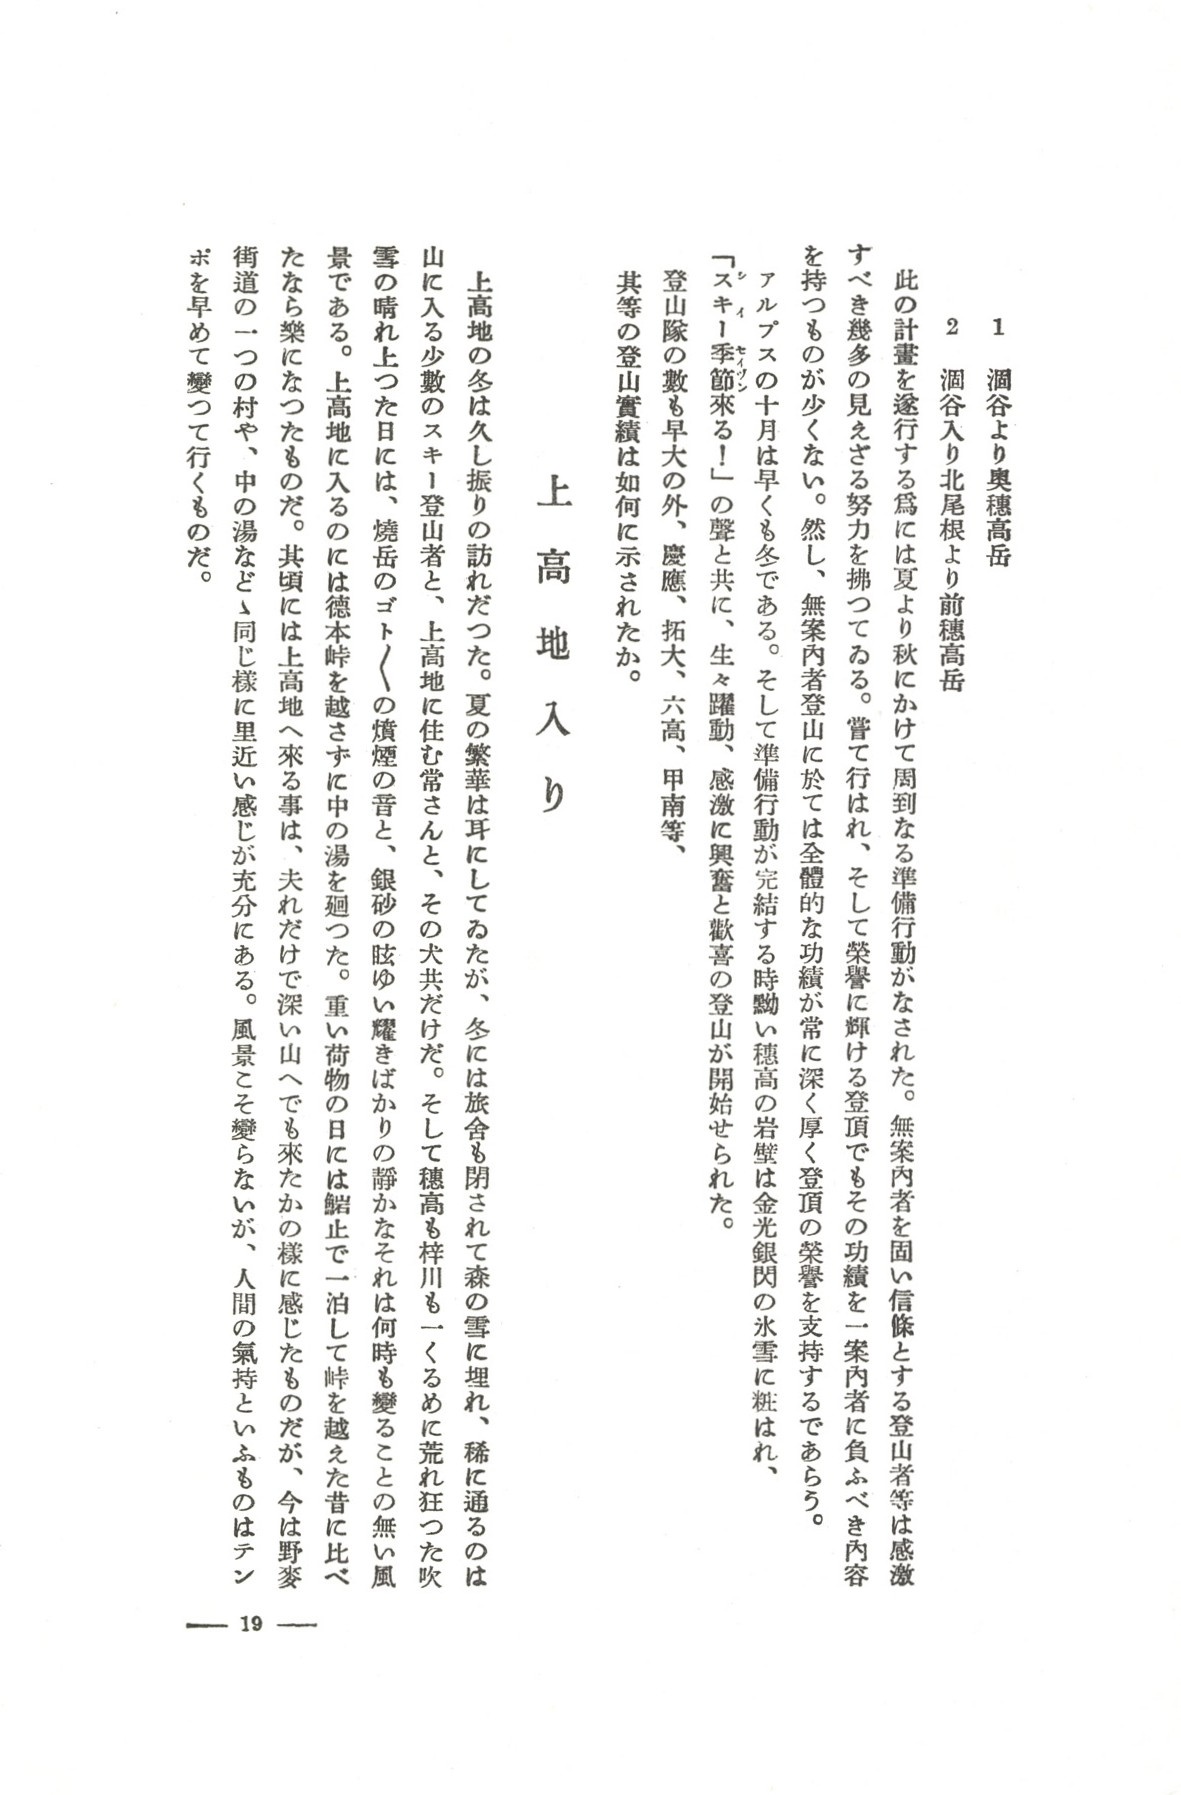 1　涸谷より奥穗高岳
2　涸谷入り北尾根より前穗高岳
此の計畫を遂行する爲には夏より秋にかけて周到なる準備行動がなされた。無案內者を固い信條とする登山者等は感激
すべき幾多の見えざる努力を拂つてゐる。嘗て行はれ、そして榮譽に輝ける登頂でもその功績を一案內者に負ふべき內容
を持つものが少くない。然し、無案內者登山に於ては全體的な功績が常に深く厚く登頂の榮譽を支持するであらう。
アルプスの十月は早くも冬である。そして準備行動が完結する時黝い穗高の岩壁は金光銀閃の氷雪に粧はれ、
「スキー季節來る！」の聲と共に、生々躍動、感激に興奮と歡喜の登山が開始せられた。
シイ　セイヴン
登山隊の數も早大の外、慶應、拓大、六高、甲南等、
其等の登山實績は如何に示されたか。
上高地入り
上高地の冬は久し振りの訪れだつた。夏の繁華は耳にしてゐたが、冬には旅舍も閉されて森の雪に埋れ、稀に通るのは
山に入る少數のスキー登山者と、上高地に住む常さんと、その犬共だけだ。そして穗高も梓川も一くるめに荒れ狂つた吹
雪の晴れ上つた日には、燒岳のゴト〳〵の噴煙の音と、銀砂の眩ゆい耀きばかりの靜かなそれは何時も變ることの無い風
景である。上高地に入るのには德本峠を越さずに中の湯を廻つた。重い荷物の日には鮨止で一泊して峠を越えた昔に比べ
たなら樂になつたものだ。其頃には上高地へ來る事は、夫れだけで深い山へでも來たかの樣に感じたものだが、今は野麥
街道の一つの村や、中の湯などゝ同じ樣に里近い感じが充分にある。風景こそ變らないが、人間の氣持といふものはテン
ポを早めて變つて行くものだ。
— 19 —